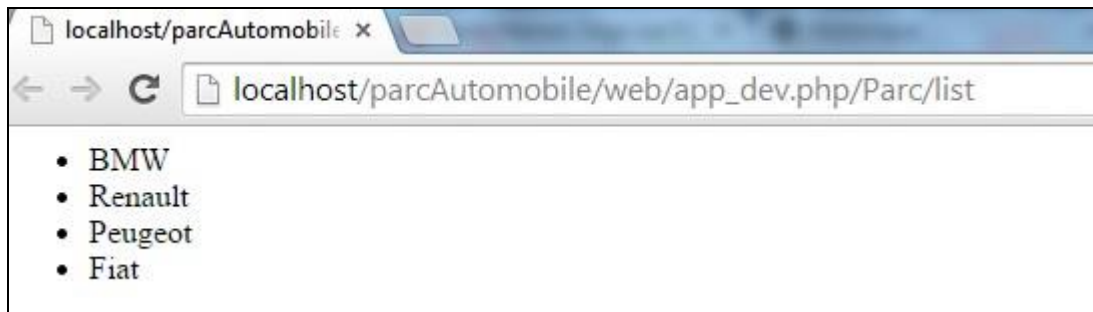 localhost/parcAutomobile
localhost/parcAutomobile/web/app_dev.php/Parc/list
BMW
Renault
Peugeot
Fiat